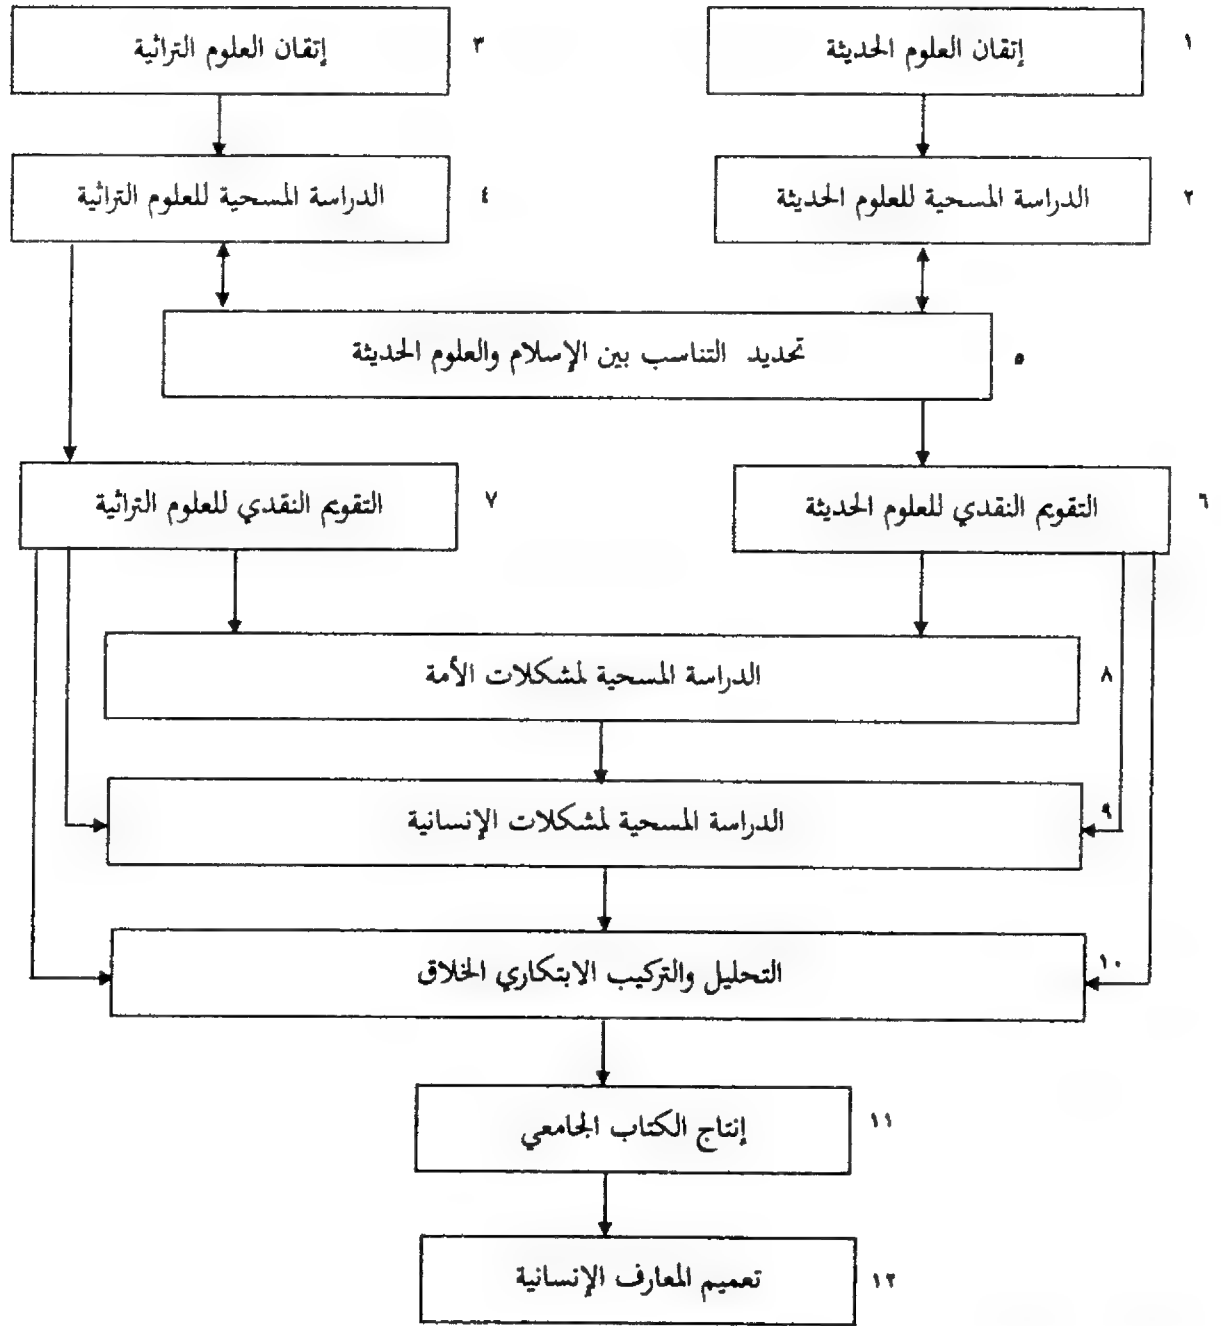 ١ إتقان العلوم الحديثة
٣ إتقان العلوم التراثية
٢ الدراسة المسحية للعلوم الحديثة
٤ الدراسة المسحية للعلوم التراثية
٥ تحديد التناسب بين الإسلام والعلوم الحديثة
٦ التقويم النقدي للعلوم الحديثة
٧ التقويم النقدي للعلوم التراثية
٨ الدراسة المسحية لمشكلات الأمة
٩ الدراسة المسحية لمشكلات الإنسانية
١٠ التحليل والتركيب الابتكاري الخلاق
١١ إنتاج الكتاب الجامعي
١٢ تعميم المعارف الإنسانية